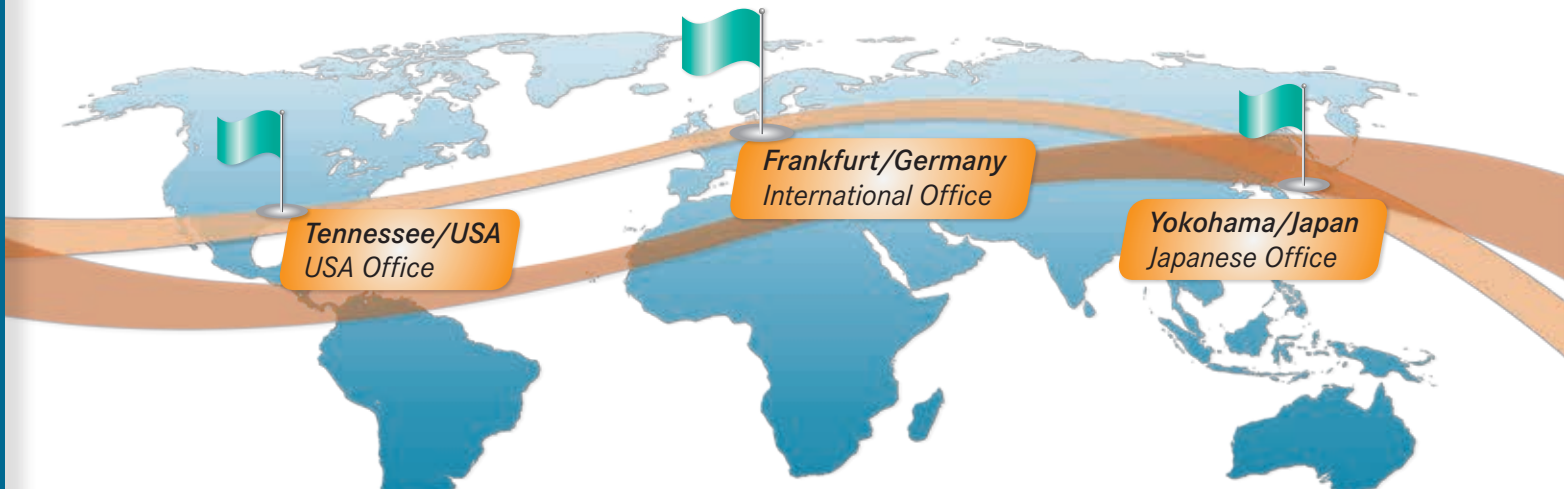 Tennessee/USA
USA Office
Frankfurt/Germany
International Office
Yokohama/Japan
Japanese Office